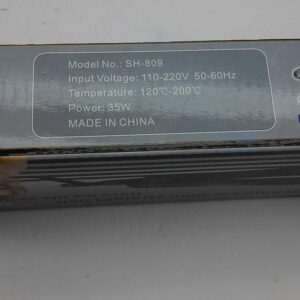 Model No.: SH-809
Input Voltage: 110-220V 50-60Hz
Temperature: 120℃-200℃
Power: 35W
MADE IN CHINA